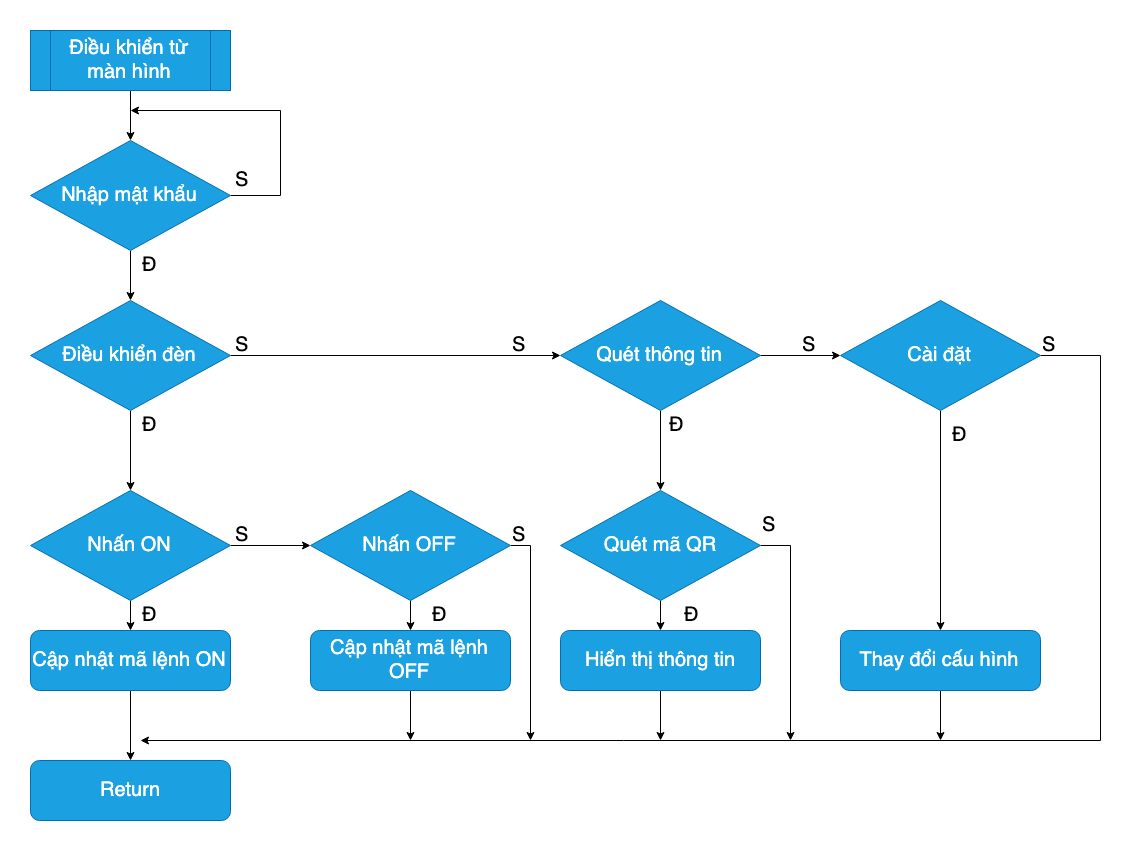 Điều khiển từ
màn hình
S
Nhập mật khẩu
Đ
Điều khiển đèn
S
S
Quét thông tin
S
Cài đặt
S
Đ
Đ
Đ
Nhấn ON
S
Nhấn OFF
S
Quét mã QR
S
Đ
Đ
Đ
Cập nhật mã lệnh ON
Cập nhật mã lệnh
OFF
Hiển thị thông tin
Thay đổi cấu hình
Return